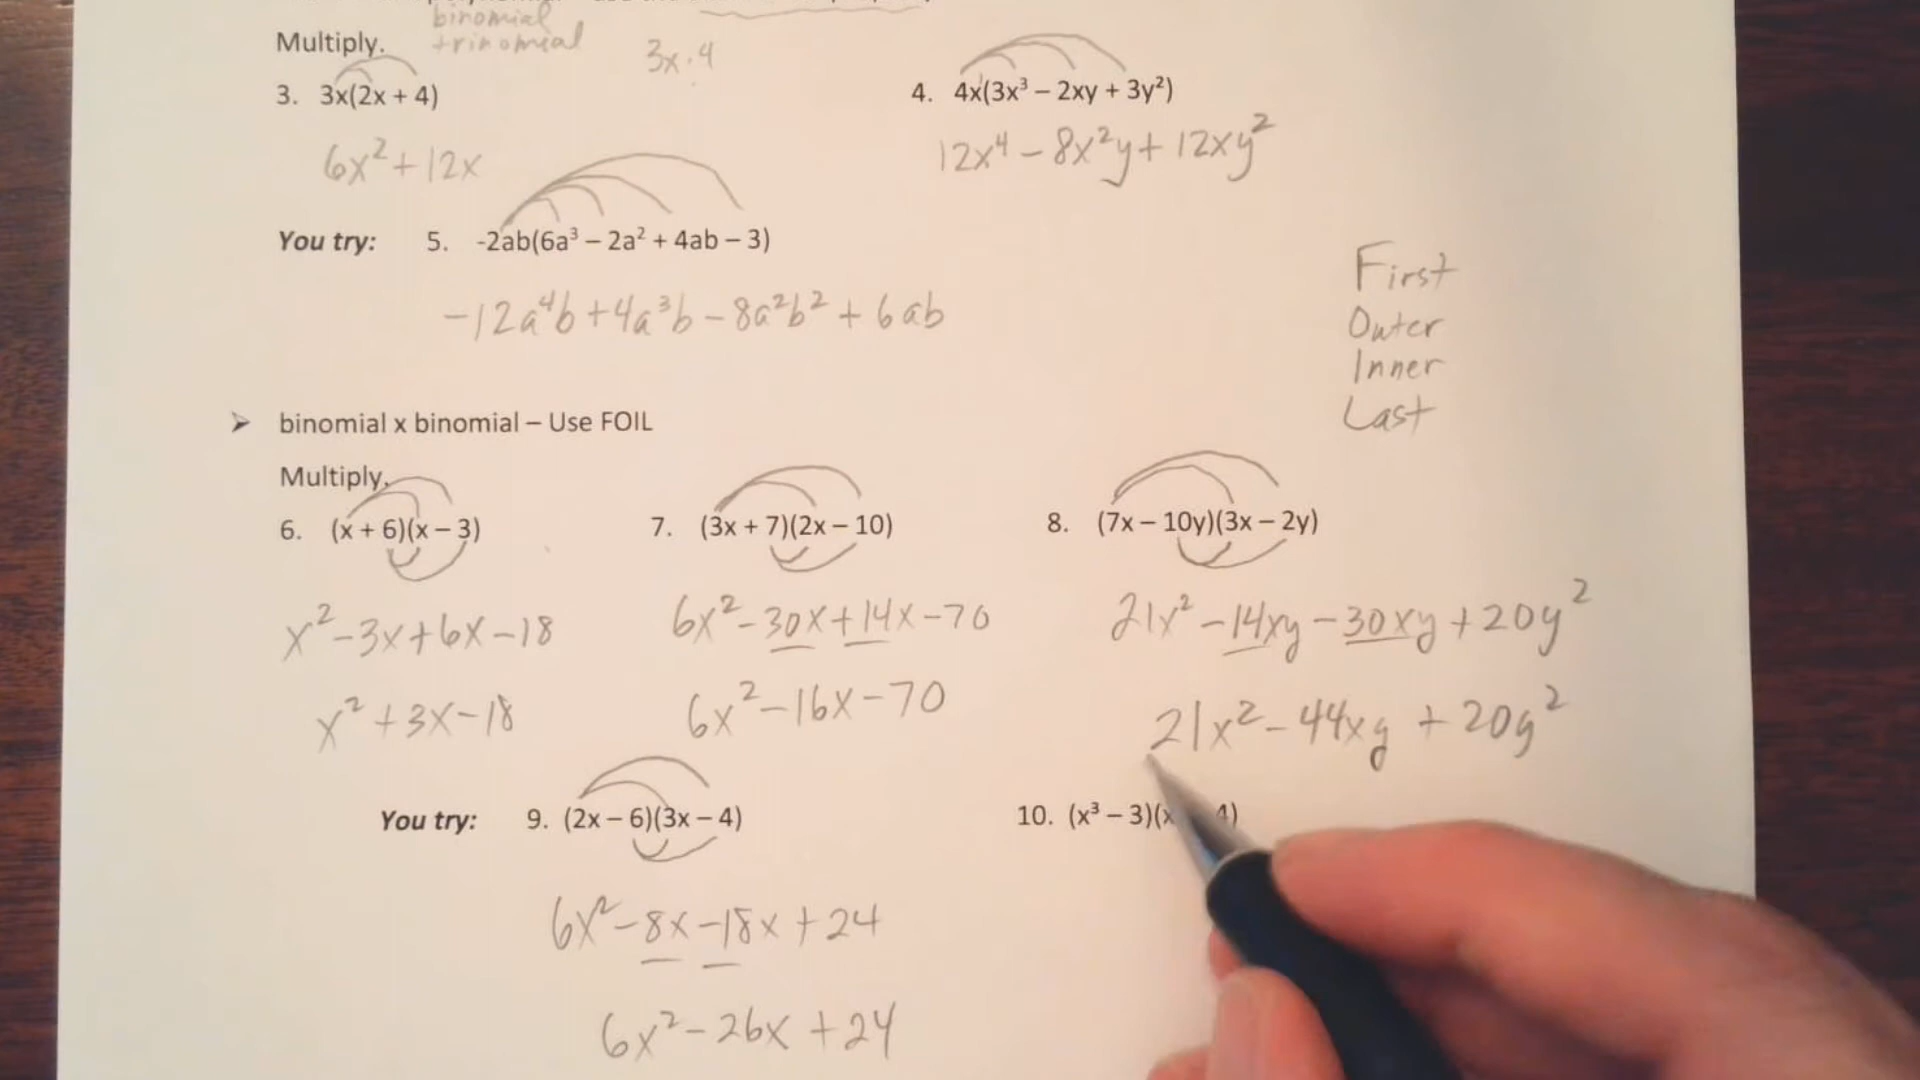 binomial
Multiply. trinomial 3x·4
3. 3x(2x + 4) 4. 4x(3x³ – 2xy + 3y²)
6x² + 12x 12x⁴ – 8x²y + 12xy²
You try: 5. -2ab(6a³ – 2a² + 4ab – 3)
-12a⁴b + 4a³b – 8a²b² + 6ab
First
Outer
Inner
Last
➢ binomial x binomial – Use FOIL
Multiply.
6. (x + 6)(x – 3) 7. (3x + 7)(2x – 10) 8. (7x – 10y)(3x – 2y)
x² – 3x + 6x – 18 6x² – 30x + 14x – 70 21x² – 14xy – 30xy + 20y²
x² + 3x – 18 6x² – 16x – 70 21x² – 44xy + 20y²
You try: 9. (2x – 6)(3x – 4) 10. (x³ – 3)(x 4)
6x² – 8x – 18x + 24
6x² – 26x + 24